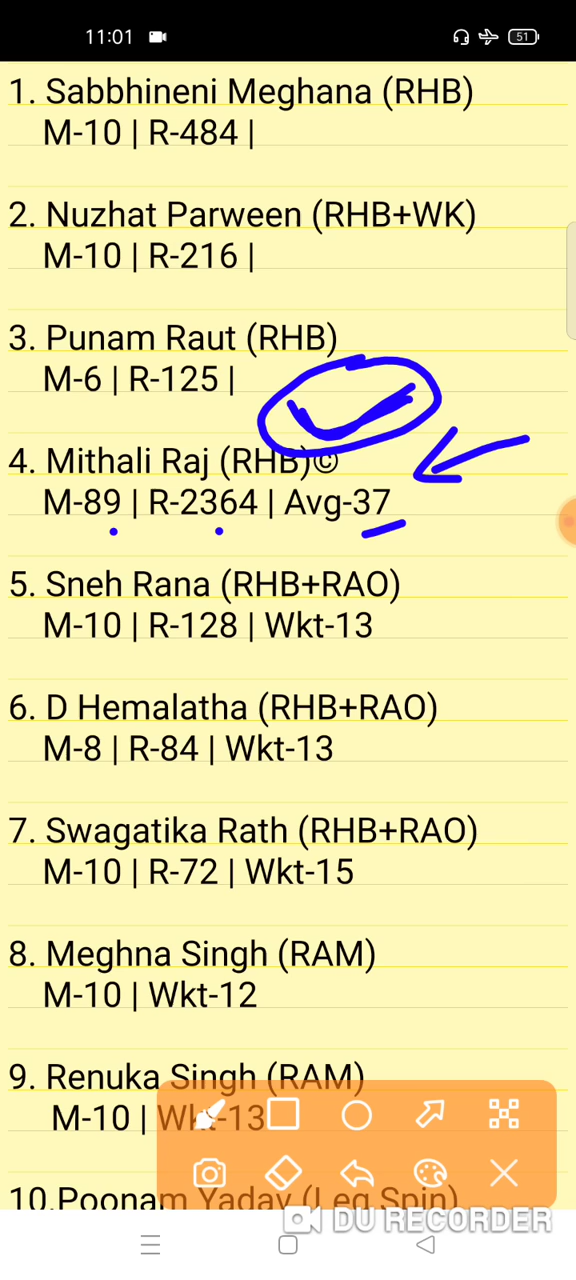 11:01
51
1. Sabbhineni Meghana (RHB)
M-10 | R-484 |
2. Nuzhat Parween (RHB+WK)
M-10 | R-216 |
3. Punam Raut (RHB)
M-6 | R-125 |
4. Mithali Raj (RHB)©
M-89 | R-2364 | Avg-37
5. Sneh Rana (RHB+RAO)
M-10 | R-128 | Wkt-13
6. D Hemalatha (RHB+RAO)
M-8 | R-84 | Wkt-13
7. Swagatika Rath (RHB+RAO)
M-10 | R-72 | Wkt-15
8. Meghna Singh (RAM)
M-10 | Wkt-12
9. Renuka Singh (RAM)
M-10 | Wkt-13
10.Poonam Yadav (Leg Spin)
DU RECORDER